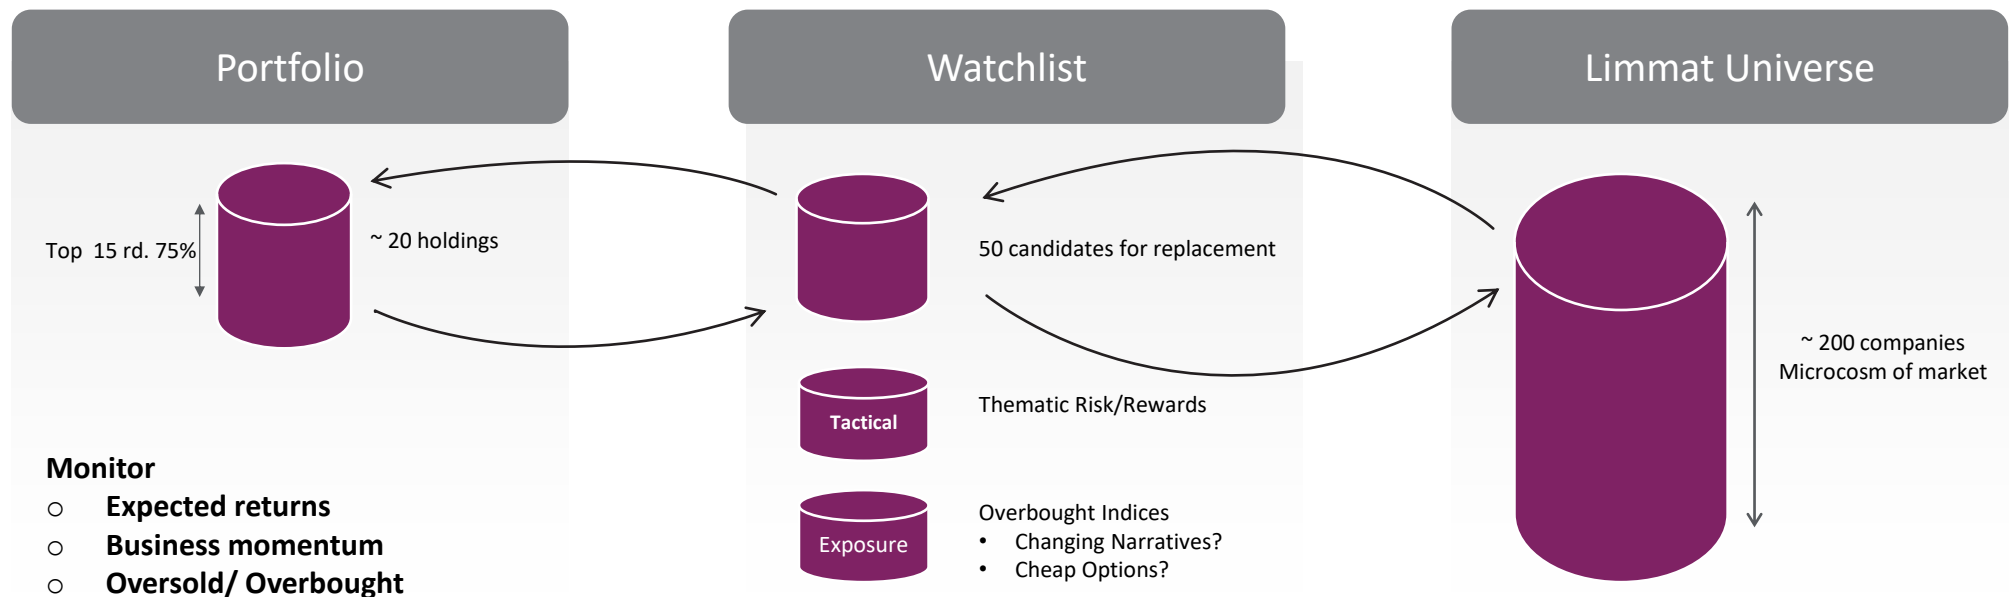 Portfolio
Watchlist
Limmat Universe
Top 15 rd. 75%
~ 20 holdings
Monitor
o Expected returns
o Business momentum
o Oversold/ Overbought
50 candidates for replacement
Tactical
Thematic Risk/Rewards
Exposure
Overbought Indices
• Changing Narratives?
• Cheap Options?
~ 200 companies
Microcosm of market